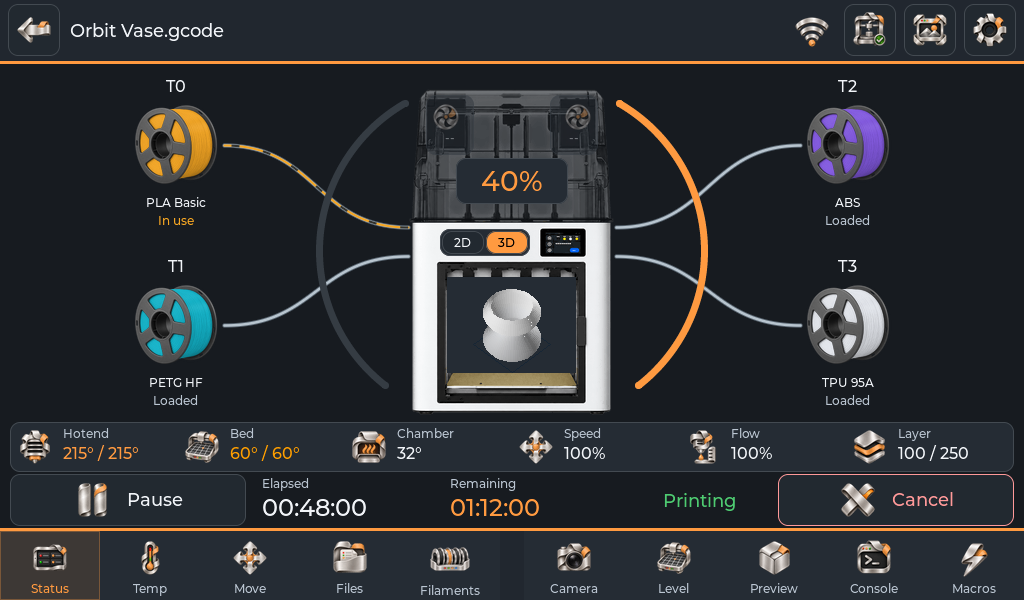 Orbit Vase.gcode
T0
PLA Basic
In use
T1
PETG HF
Loaded
40%
2D 3D
T2
ABS
Loaded
T3
TPU 95A
Loaded
Hotend
215° / 215°
Bed
60° / 60°
Chamber
32°
Speed
100%
Flow
100%
Layer
100 / 250
Pause
Elapsed
00:48:00
Remaining
01:12:00
Printing
Cancel
Status
Temp
Move
Files
Filaments
Camera
Level
Preview
Console
Macros